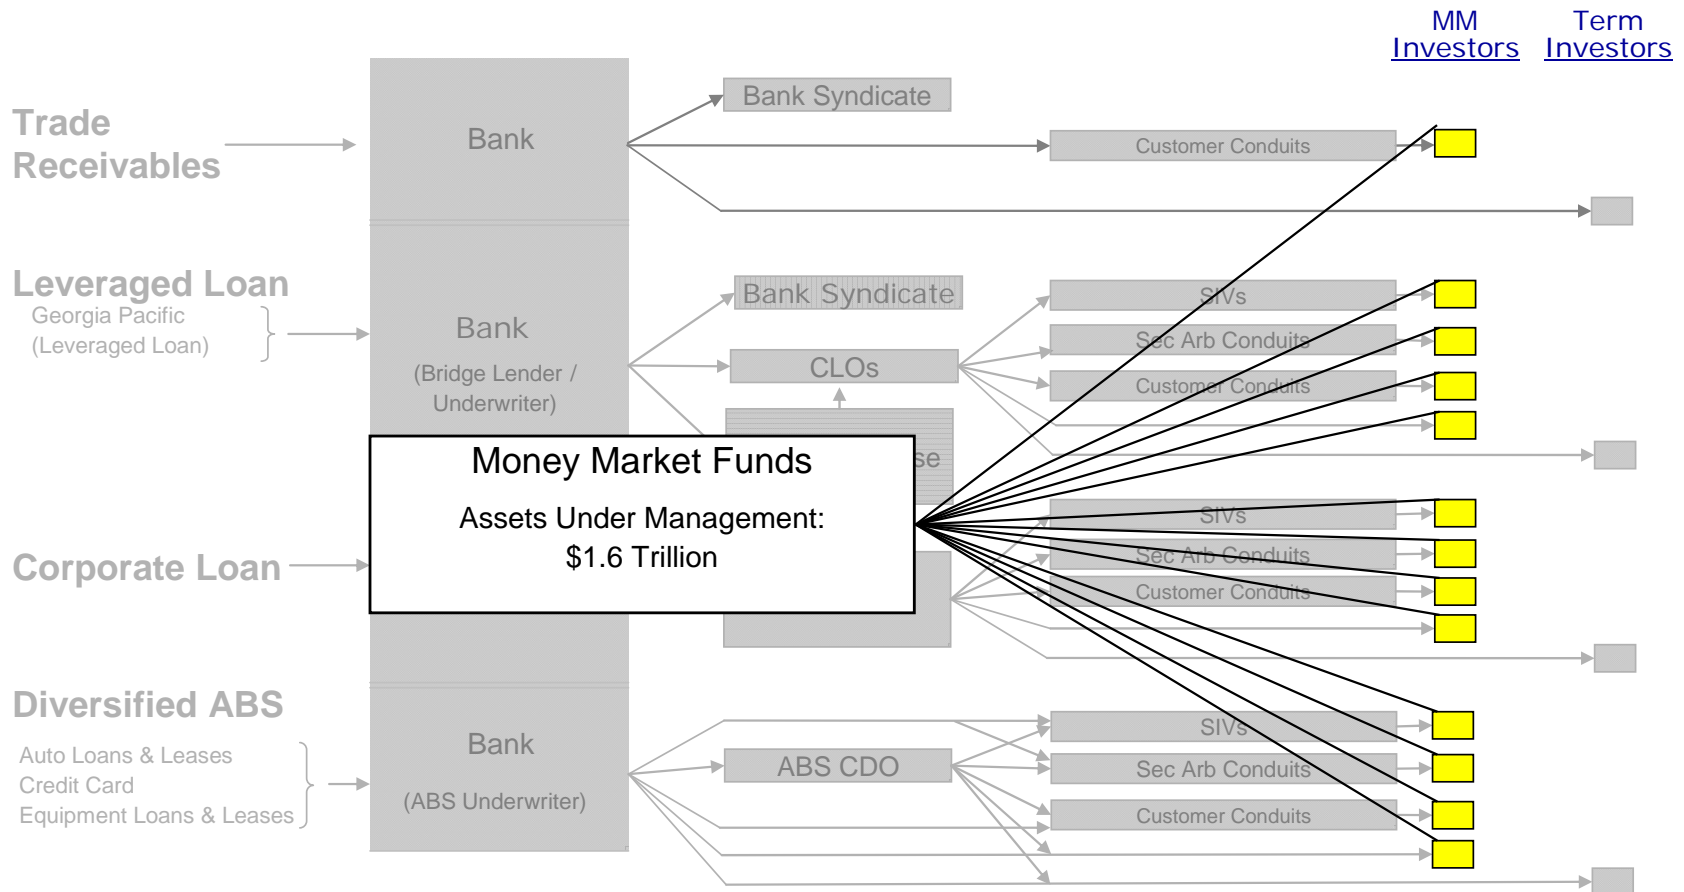 MM
Investors
Term
Investors
Trade
Receivables
Bank
Bank Syndicate
Customer Conduits
Leveraged Loan
Georgia Pacific
(Leveraged Loan)
Bank
(Bridge Lender /
Underwriter)
Bank Syndicate
CLOs
SIVs
Sec Arb Conduits
Customer Conduits
Money Market Funds
Assets Under Management:
$1.6 Trillion
Corporate Loan
SIVs
Sec Arb Conduits
Customer Conduits
Diversified ABS
Auto Loans & Leases
Credit Card
Equipment Loans & Leases
Bank
(ABS Underwriter)
ABS CDO
SIVs
Sec Arb Conduits
Customer Conduits